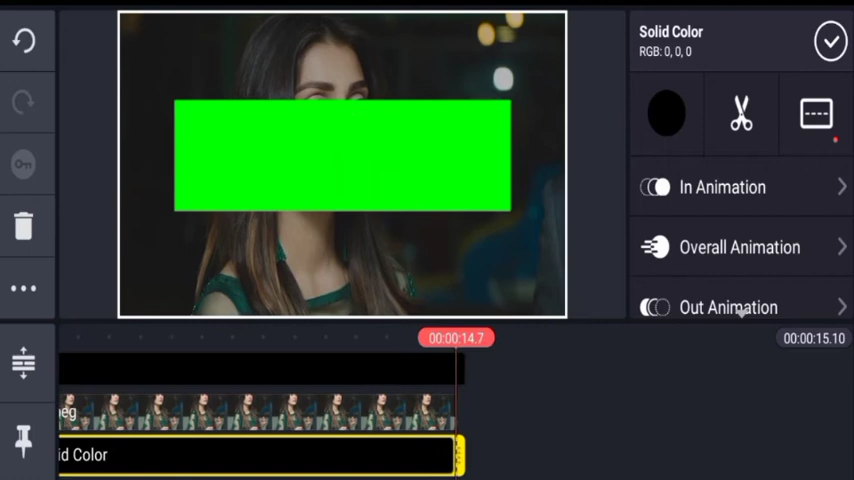 Solid Color
RGB: 0, 0, 0
In Animation
Overall Animation
Out Animation
00:00:14.7
00:00:15.10
eg
id Color